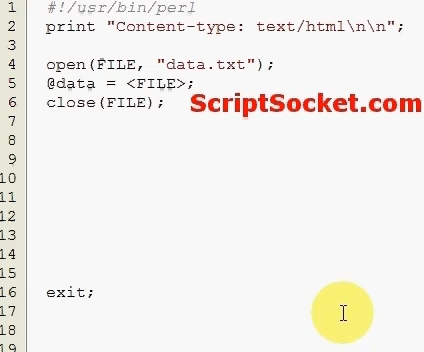 1 #!/usr/bin/perl
2 print "Content-type: text/html\n\n";
3
4 open(FILE, "data.txt");
5 @data = <FILE>;
6 close(FILE); ScriptSocket.com
7
8
9
10
11
12
13
14
15
16 exit;
17
18
19